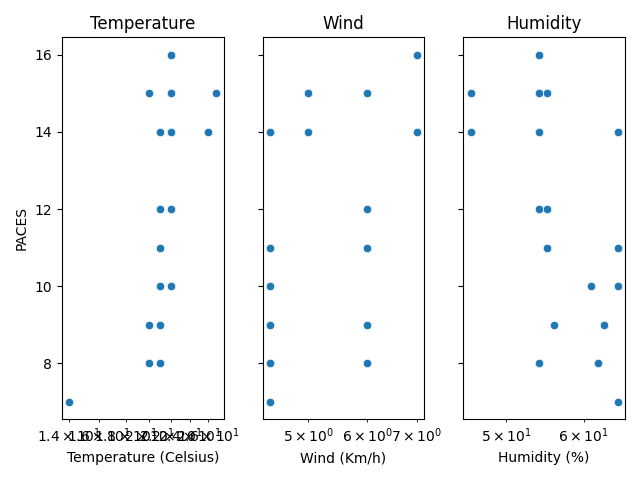 Temperature
Wind
Humidity
16
14
12
10
8
PACES
5 × 10⁰
6 × 10⁰
7 × 10⁰
5 × 10¹
6 × 10¹
Temperature (Celsius)
Wind (Km/h)
Humidity (%)